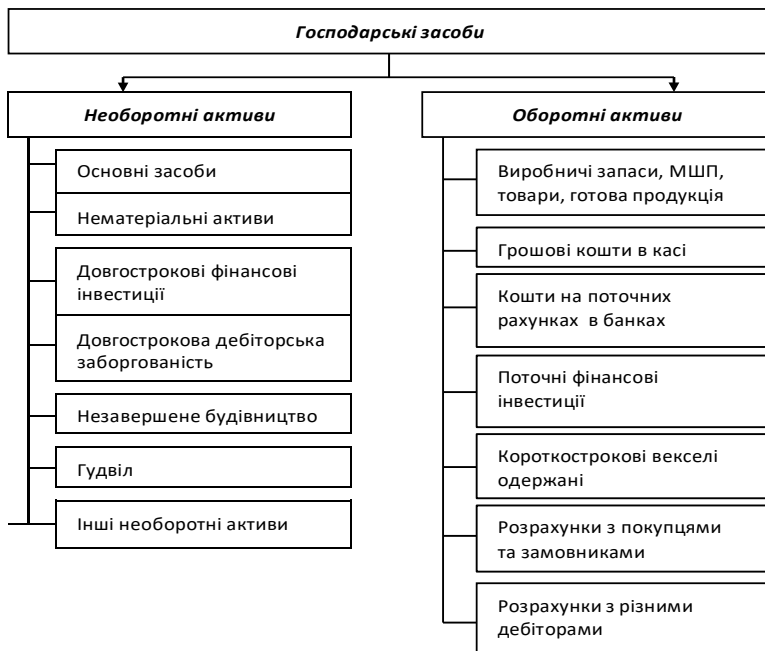 Господарські засоби
Необоротні активи
Основні засоби
Нематеріальні активи
Довгострокові фінансові
інвестиції
Довгострокова дебіторська
заборгованість
Незавершене будівництво
Гудвіл
Інші необоротні активи
Оборотні активи
Виробничі запаси, МШП,
товари, готова продукція
Грошові кошти в касі
Кошти на поточних
рахунках в банках
Поточні фінансові
інвестиції
Короткострокові векселі
одержані
Розрахунки з покупцями
та замовниками
Розрахунки з різними
дебіторами